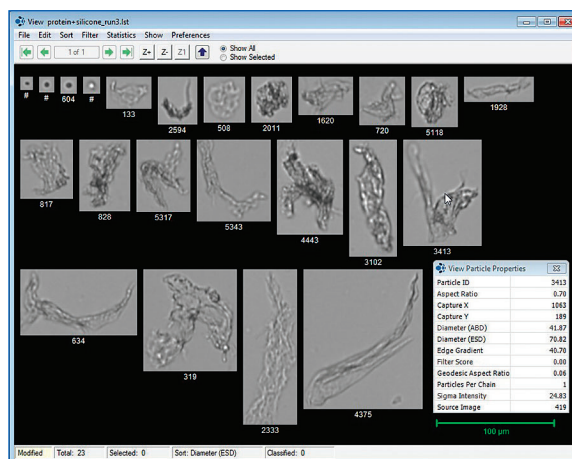 View protein+silicone_run3.lst
File Edit Sort Filter Statistics Show Preferences
1 of 1 Z+ Z- Z1 Show All
Show Selected
# # 604 # 133 2594 508 2011 1620 720 5118 1928
817 828 5317 5343 4443 3102 3413
634 319 2333 4375
View Particle Properties
Particle ID 3413
Aspect Ratio 0.70
Capture X 1063
Capture Y 189
Diameter (ABD) 41.87
Diameter (ESD) 70.82
Edge Gradient 40.70
Filter Score 0.00
Geodesic Aspect Ratio 0.06
Particles Per Chain 1
Sigma Intensity 24.83
Source Image 419
100 µm
Modified Total: 23 Selected: 0 Sort: Diameter (ESD) Classified: 0